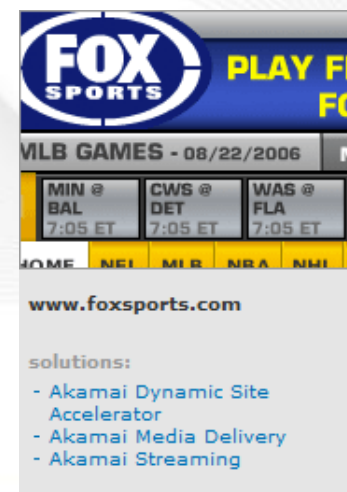 FOX
SPORTS
PLAY
MLB GAMES - 08/22/2006
MIN @
BAL
7:05 ET
CWS @
DET
7:05 ET
WAS @
FLA
7:05 ET
HOME NFL MLB NBA NHL
www.foxsports.com
solutions:
- Akamai Dynamic Site
Accelerator
- Akamai Media Delivery
- Akamai Streaming